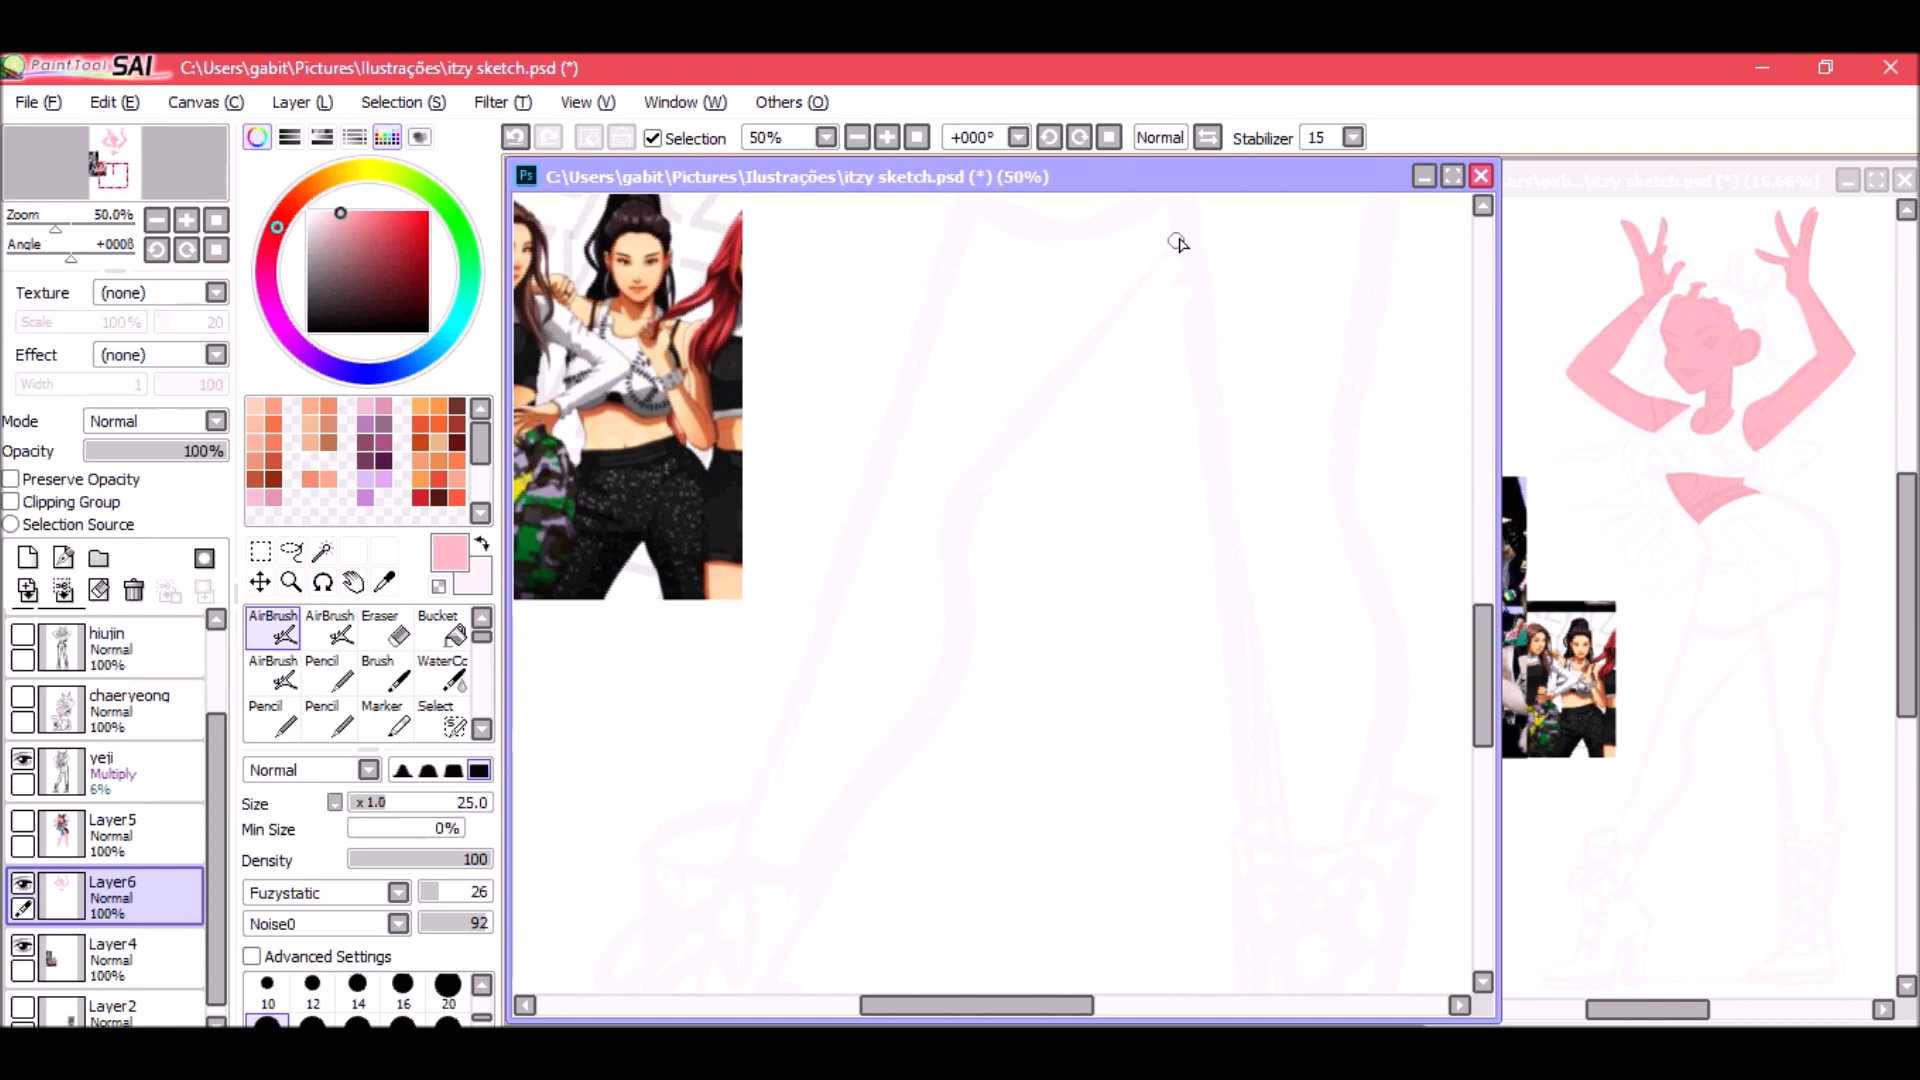 PaintTool SAI C:\Users\gabit\Pictures\Ilustrações\itzy sketch.psd (*)
File (F) Edit (E) Canvas (C) Layer (L) Selection (S) Filter (T) View (V) Window (W) Others (O)
Selection 50% +000° Normal Stabilizer 15
Ps C:\Users\gabit\Pictures\Ilustrações\itzy sketch.psd (*) (50%)
itzy sketch.psd (*) (16.66%)
Zoom 50.0%
Angle +000ß
Texture (none)
Scale 100% 20
Effect (none)
Width 1 100
Mode Normal
Opacity 100%
Preserve Opacity
Clipping Group
Selection Source
hiujin
Normal
100%
chaeryeong
Normal
100%
yeji
Multiply
6%
Layer5
Normal
100%
Layer6
Normal
100%
Layer4
Normal
100%
Layer2
Normal
AirBrush AirBrush Eraser Bucket
AirBrush Pencil Brush WaterCc
Pencil Pencil Marker Select
Normal
Size x 1.0 25.0
Min Size 0%
Density 100
Fuzystatic 26
Noise0 92
Advanced Settings
10 12 14 16 20